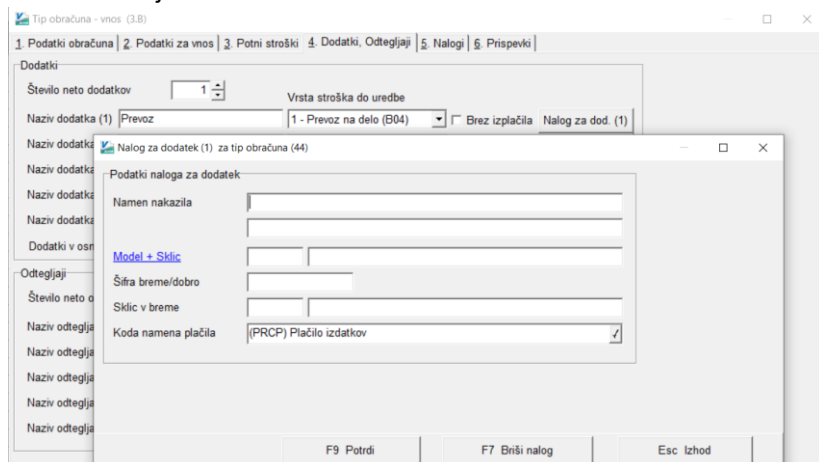 Tip obračuna - vnos (3.B)
1. Podatki obračuna 2. Podatki za vnos 3. Potni stroški 4. Dodatki, Odtegljaji 5. Nalogi 6. Prispevki
Dodatki
Število neto dodatkov 1
Vrsta stroška do uredbe
Naziv dodatka (1) Prevoz 1 - Prevoz na delo (B04) Brez izplačila Nalog za dod. (1)
Naziv dodatka
Nalog za dodatek (1) za tip obračuna (44)
Naziv dodatka
Podatki naloga za dodatek
Naziv dodatka
Namen nakazila
Naziv dodatka
Dodatki v osn
Model + Sklic
Odtegljaji
Šifra breme/dobro
Število neto o
Sklic v breme
Naziv odteglja
Koda namena plačila (PRCP) Plačilo izdatkov
Naziv odteglja
Naziv odteglja
Naziv odteglja
Naziv odteglja
F9 Potrdi F7 Briši nalog Esc Izhod